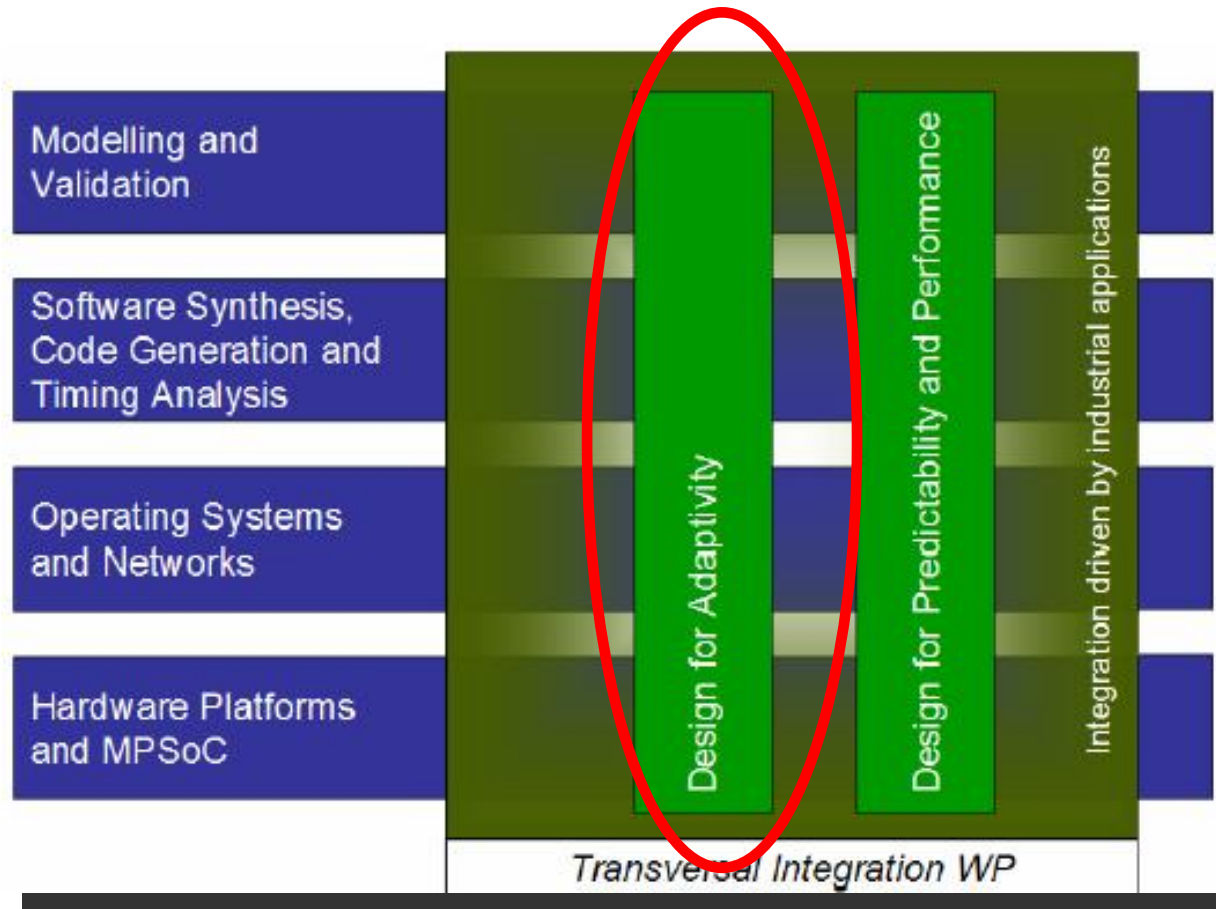 Modelling and
Validation
Software Synthesis,
Code Generation and
Timing Analysis
Operating Systems
and Networks
Hardware Platforms
and MPSoC
Design for Adaptivity
Design for Predictability and Perfomance
Integration driven by industrial applications
Transversal Integration WP